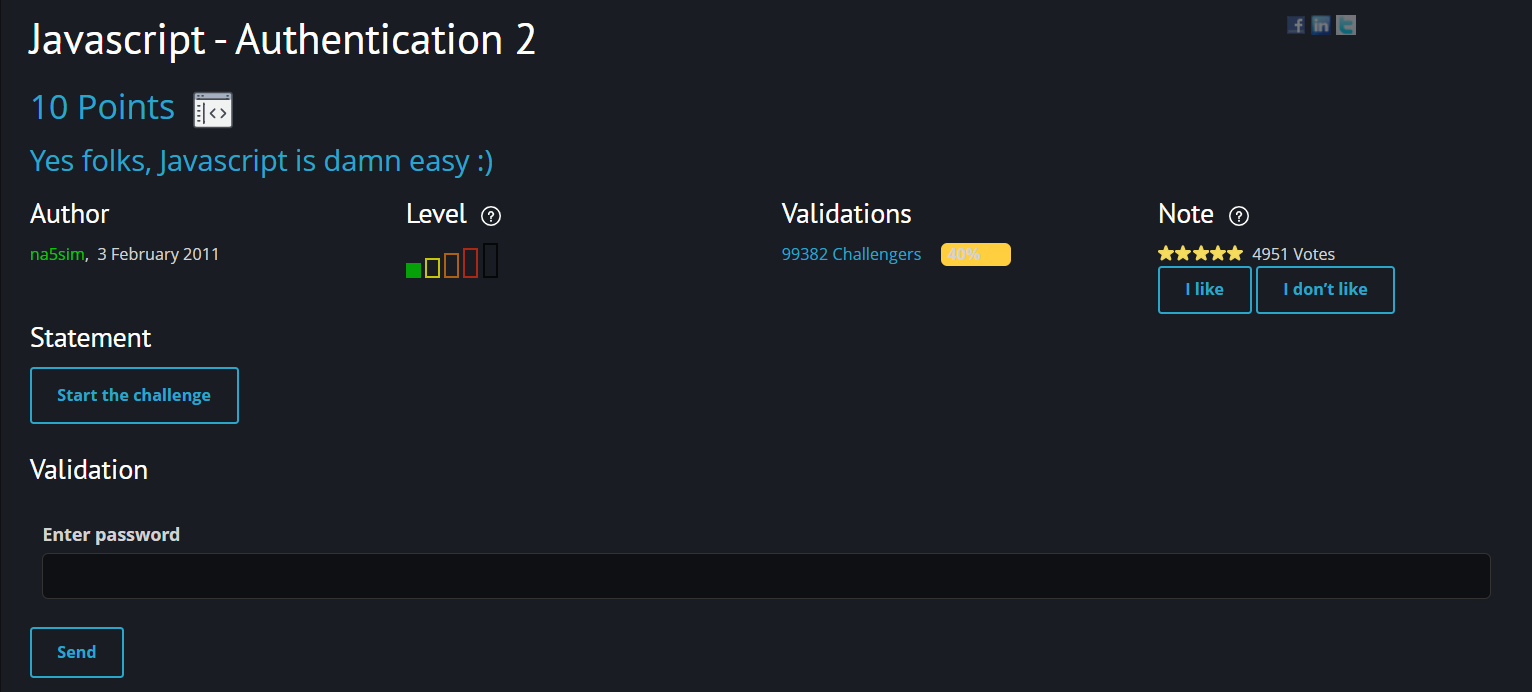 Javascript - Authentication 2
10 Points
Yes folks, Javascript is damn easy :)
Author
na5sim, 3 February 2011
Level
Validations
99382 Challengers 40%
Note
4951 Votes
I like I don’t like
Statement
Start the challenge
Validation
Enter password
Send